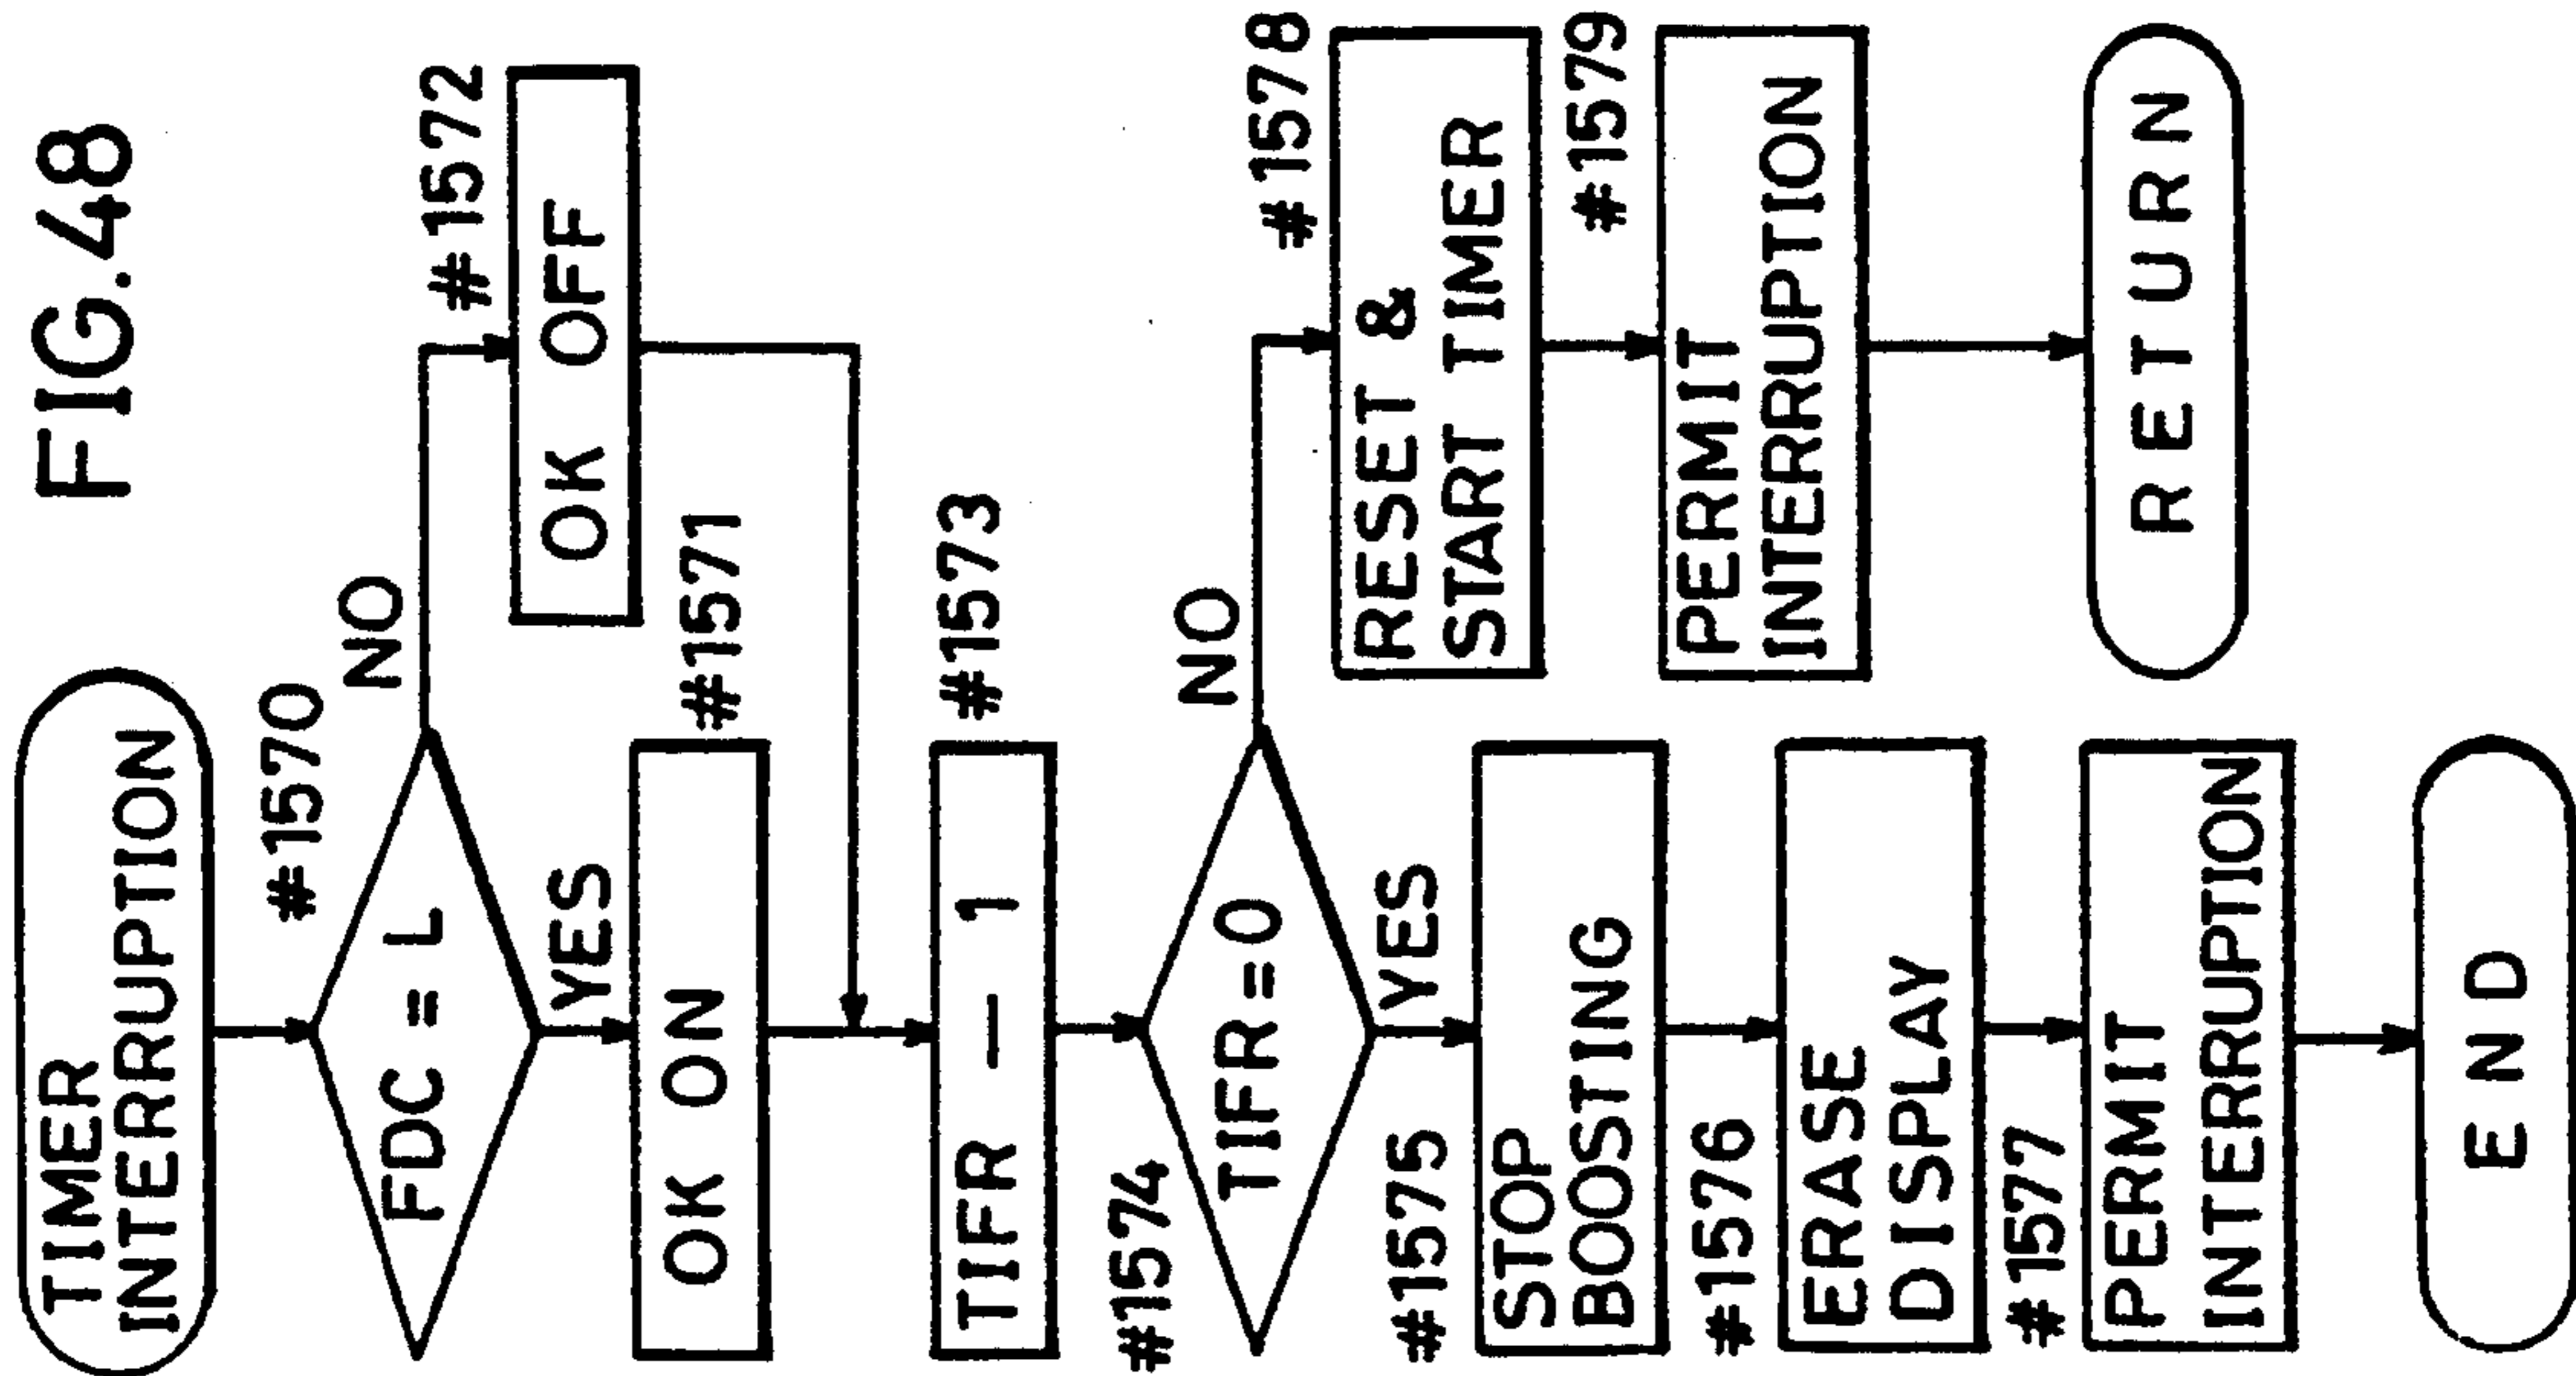 FIG.48
TIMER
INTERRUPTION
#1570
FDC = L
NO
YES
#1572
OK OFF
#1571
OK ON
#1573
TIFR — 1
#1574
TIFR = 0
NO
YES
#1575
STOP
BOOSTING
#1576
ERASE
DISPLAY
#1577
PERMIT
INTERRUPTION
END
#1578
RESET &
START TIMER
#1579
PERMIT
INTERRUPTION
RETURN